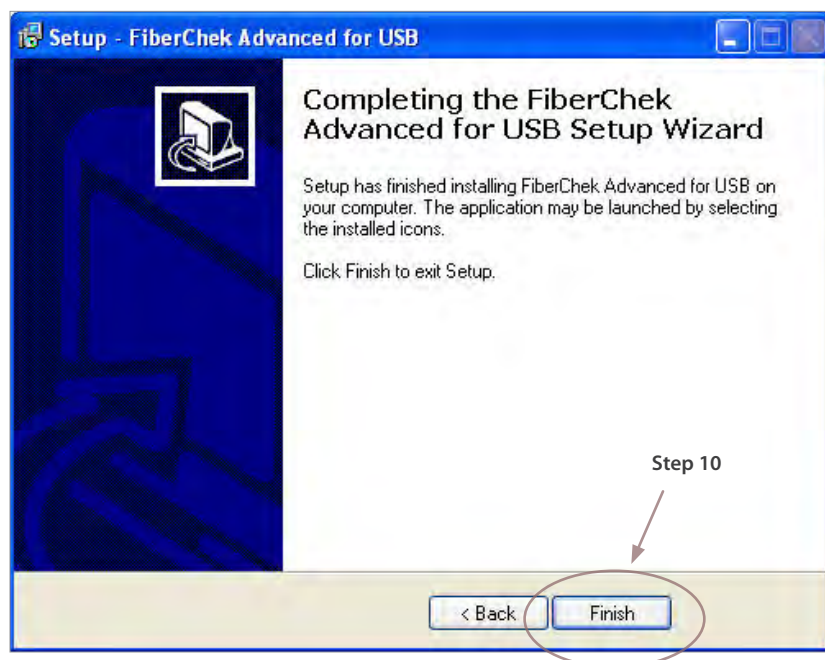 Setup - FiberChek Advanced for USB
Completing the FiberChek
Advanced for USB Setup Wizard
Setup has finished installing FiberChek Advanced for USB on
your computer. The application may be launched by selecting
the installed icons.
Click Finish to exit Setup.
Step 10
< Back
Finish